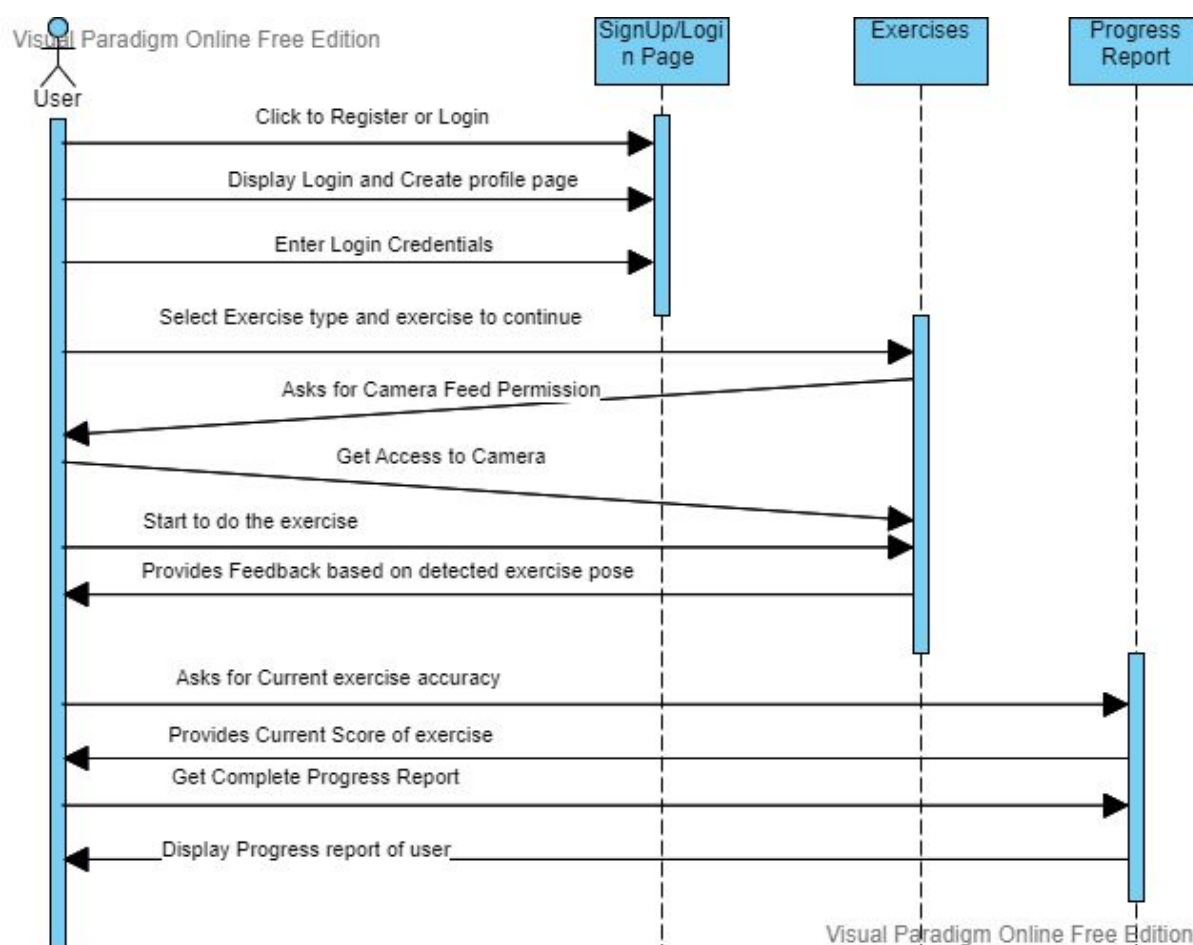 Visual Paradigm Online Free Edition
SignUp/Logi
n Page
Exercises
Progress
Report
User
Click to Register or Login
Display Login and Create profile page
Enter Login Credentials
Select Exercise type and exercise to continue
Asks for Camera Feed Permission
Get Access to Camera
Start to do the exercise
Provides Feedback based on detected exercise pose
Asks for Current exercise accuracy
Provides Current Score of exercise
Get Complete Progress Report
Display Progress report of user
Visual Paradigm Online Free Edition